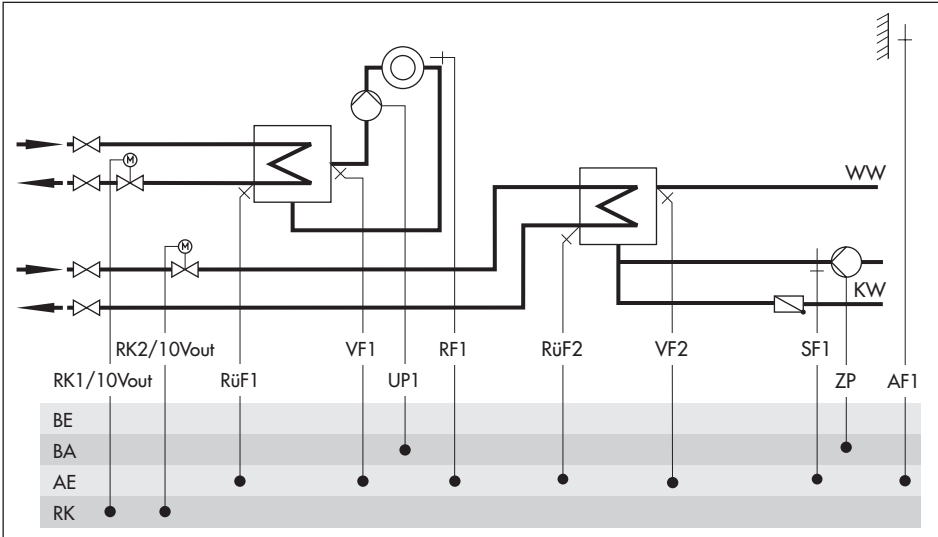 M
WW
M
KW
RK2/10Vout VF1 RF1 RüF2 VF2 SF1
RK1/10Vout RüF1 UP1 ZP AF1
BE
BA
AE
RK